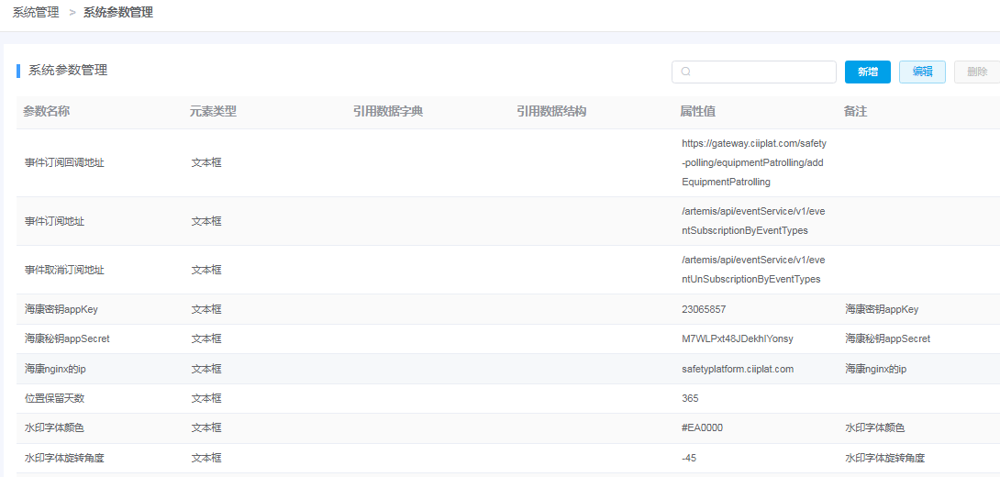 系统管理 > 系统参数管理
系统参数管理
新增 编辑 删除
参数名称 元素类型 引用数据字典 引用数据结构 属性值 备注
https://gateway.ciiplat.com/safety
事件订阅回调地址 文本框 -polling/equipmentPatrolling/add
EquipmentPatrolling
/artemis/api/eventService/v1/eve
事件订阅地址 文本框
ntSubscriptionByEventTypes
/artemis/api/eventService/v1/eve
事件取消订阅地址 文本框
ntUnSubscriptionByEventTypes
海康密钥appKey 文本框 23065857 海康密钥appKey
海康秘钥appSecret 文本框 M7WLPxt48JDekhIYonsy 海康秘钥appSecret
海康nginx的ip 文本框 safetyplatform.ciiplat.com 海康nginx的ip
位置保留天数 文本框 365
水印字体颜色 文本框 #EA0000 水印字体颜色
水印字体旋转角度 文本框 -45 水印字体旋转角度